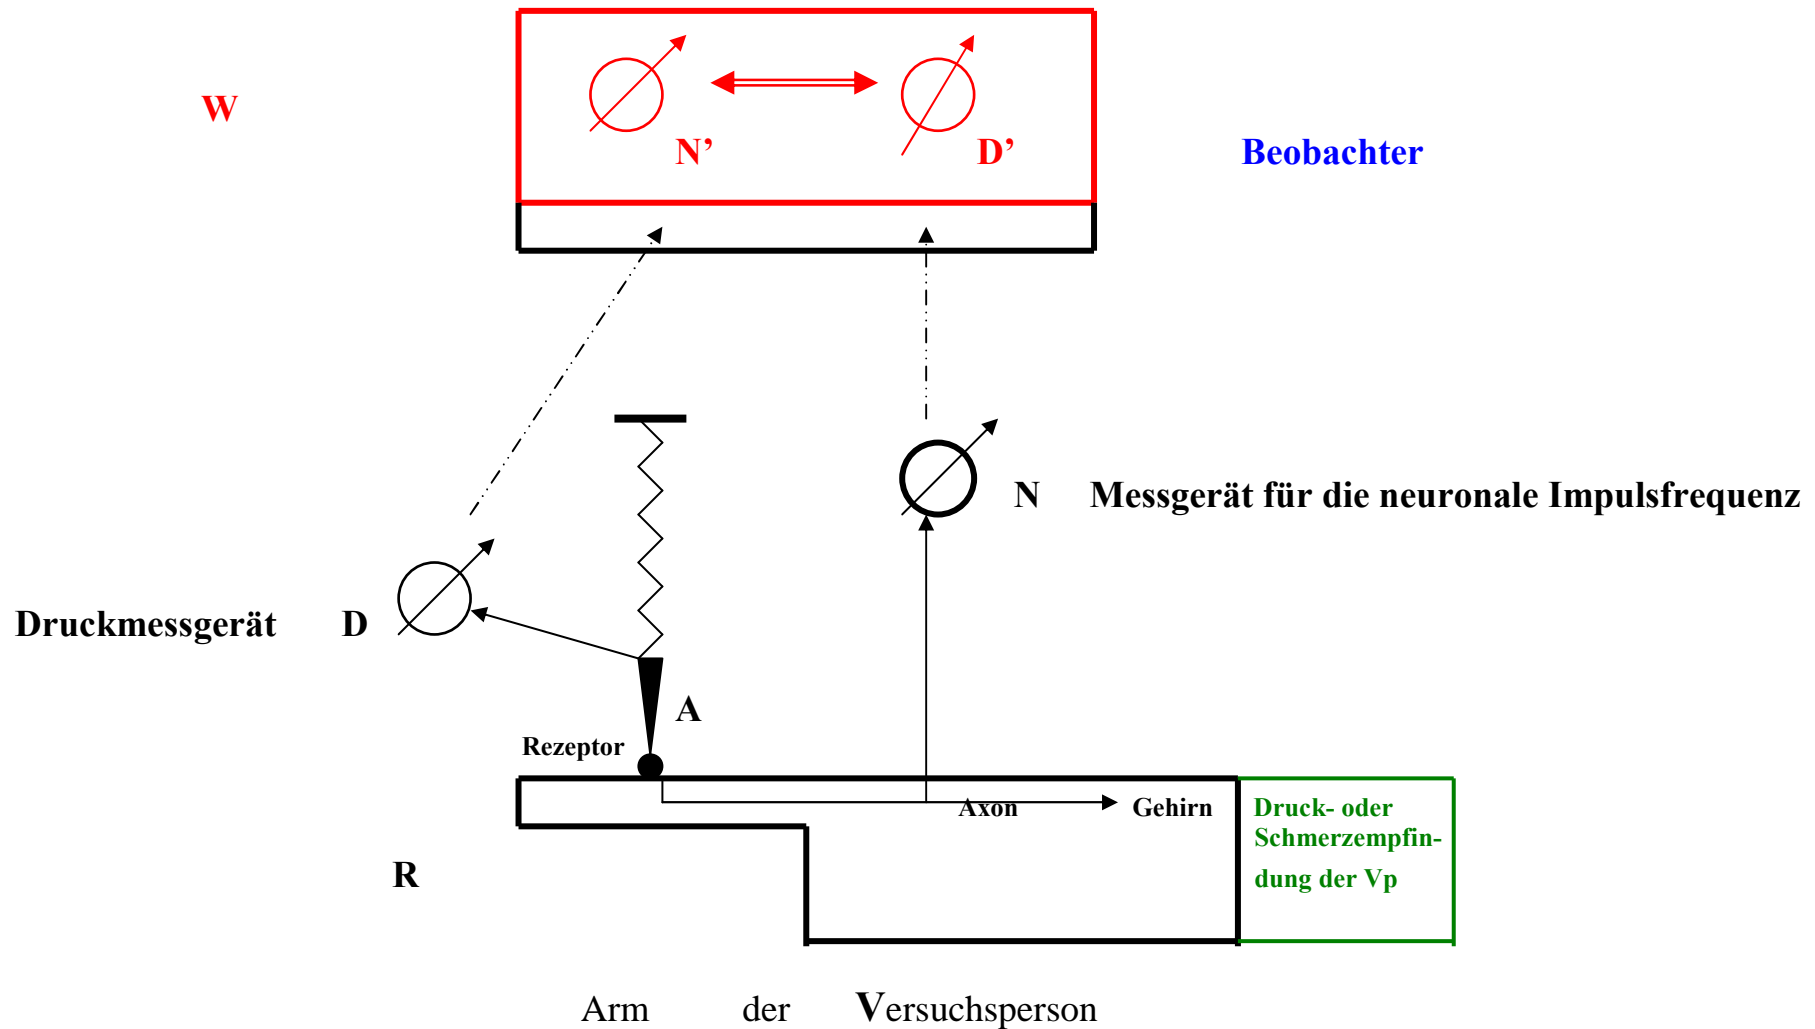 W
N’
D’
Beobachter
N
Messgerät für die neuronale Impulsfrequenz
Druckmessgerät
D
A
Rezeptor
Axon
Gehirn
Druck- oder
Schmerzempfin-
dung der Vp
R
Arm der Versuchsperson